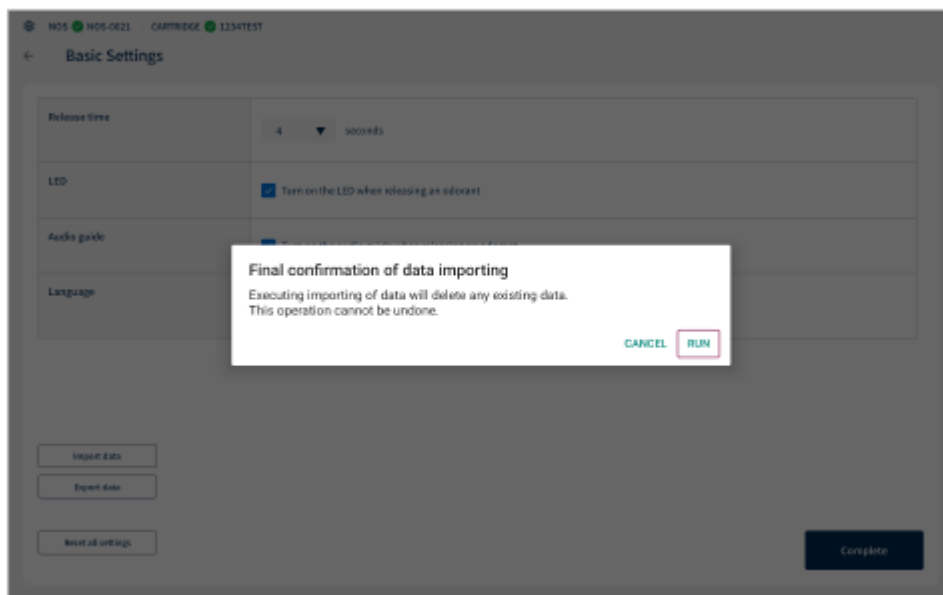 NOS NOS-0021 CARTRIDGE 1234TEST
← Basic Settings
Release time
4 ▼ seconds
LED
Turn on the LED when releasing an odorant
Audio guide
Language
Final confirmation of data importing
Executing importing of data will delete any existing data.
This operation cannot be undone.
CANCEL RUN
Import data
Export data
Reset all settings
Complete